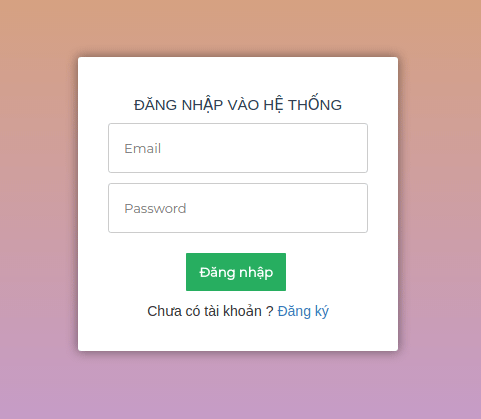 ĐĂNG NHẬP VÀO HỆ THỐNG
Email
Password
Đăng nhập
Chưa có tài khoản ? Đăng ký